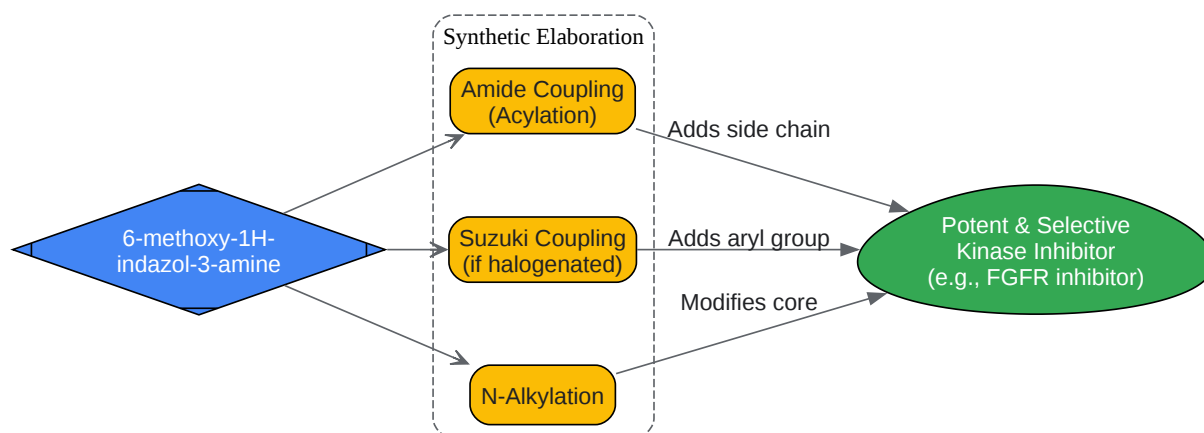 Synthetic Elaboration
Amide Coupling
(Acylation)
Adds side chain
6-methoxy-1H-
indazol-3-amine
Suzuki Coupling
(if halogenated)
Adds aryl group
Potent & Selective
Kinase Inhibitor
(e.g., FGFR inhibitor)
Modifies core
N-Alkylation